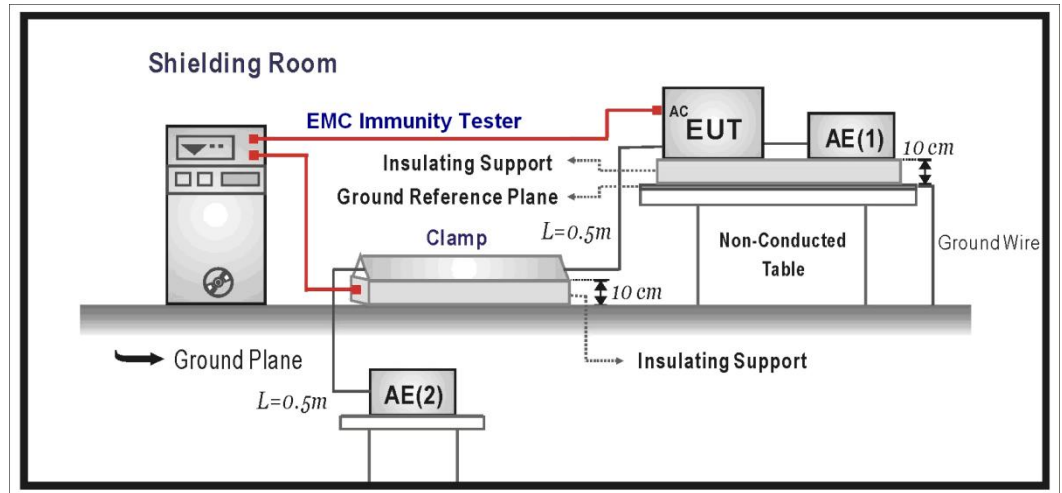 Shielding Room
EMC Immunity Tester
AC
EUT
AE(1)
10 cm
Insulating Support
Ground Reference Plane
L=0.5m
Clamp
Non-Conducted
Table
Ground Wire
10 cm
Ground Plane
Insulating Support
L=0.5m
AE(2)